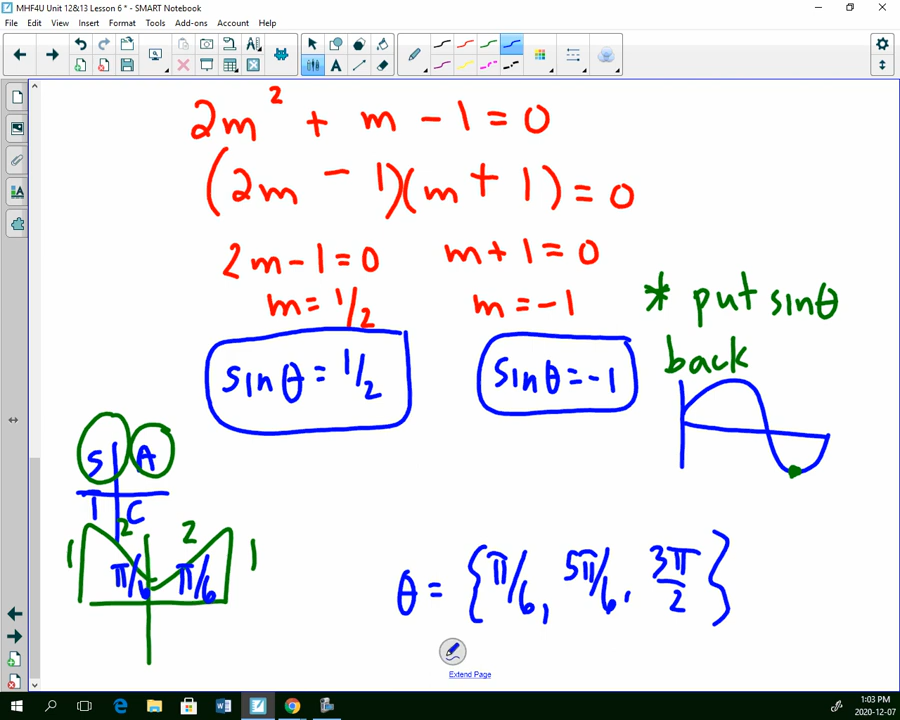 MHF4U Unit 12&13 Lesson 6 * - SMART Notebook
File Edit View Insert Format Tools Add-ons Account Help
2m² + m - 1 = 0
(2m - 1)(m + 1) = 0
2m - 1 = 0 m + 1 = 0
m = 1/2 m = -1
* put sinθ
back
sinθ = 1/2 sinθ = -1
S A
T C
2 2
1 π/6 π/6 1
θ = {π/6, 5π/6, 3π/2}
Extend Page
1:03 PM
2020-12-07